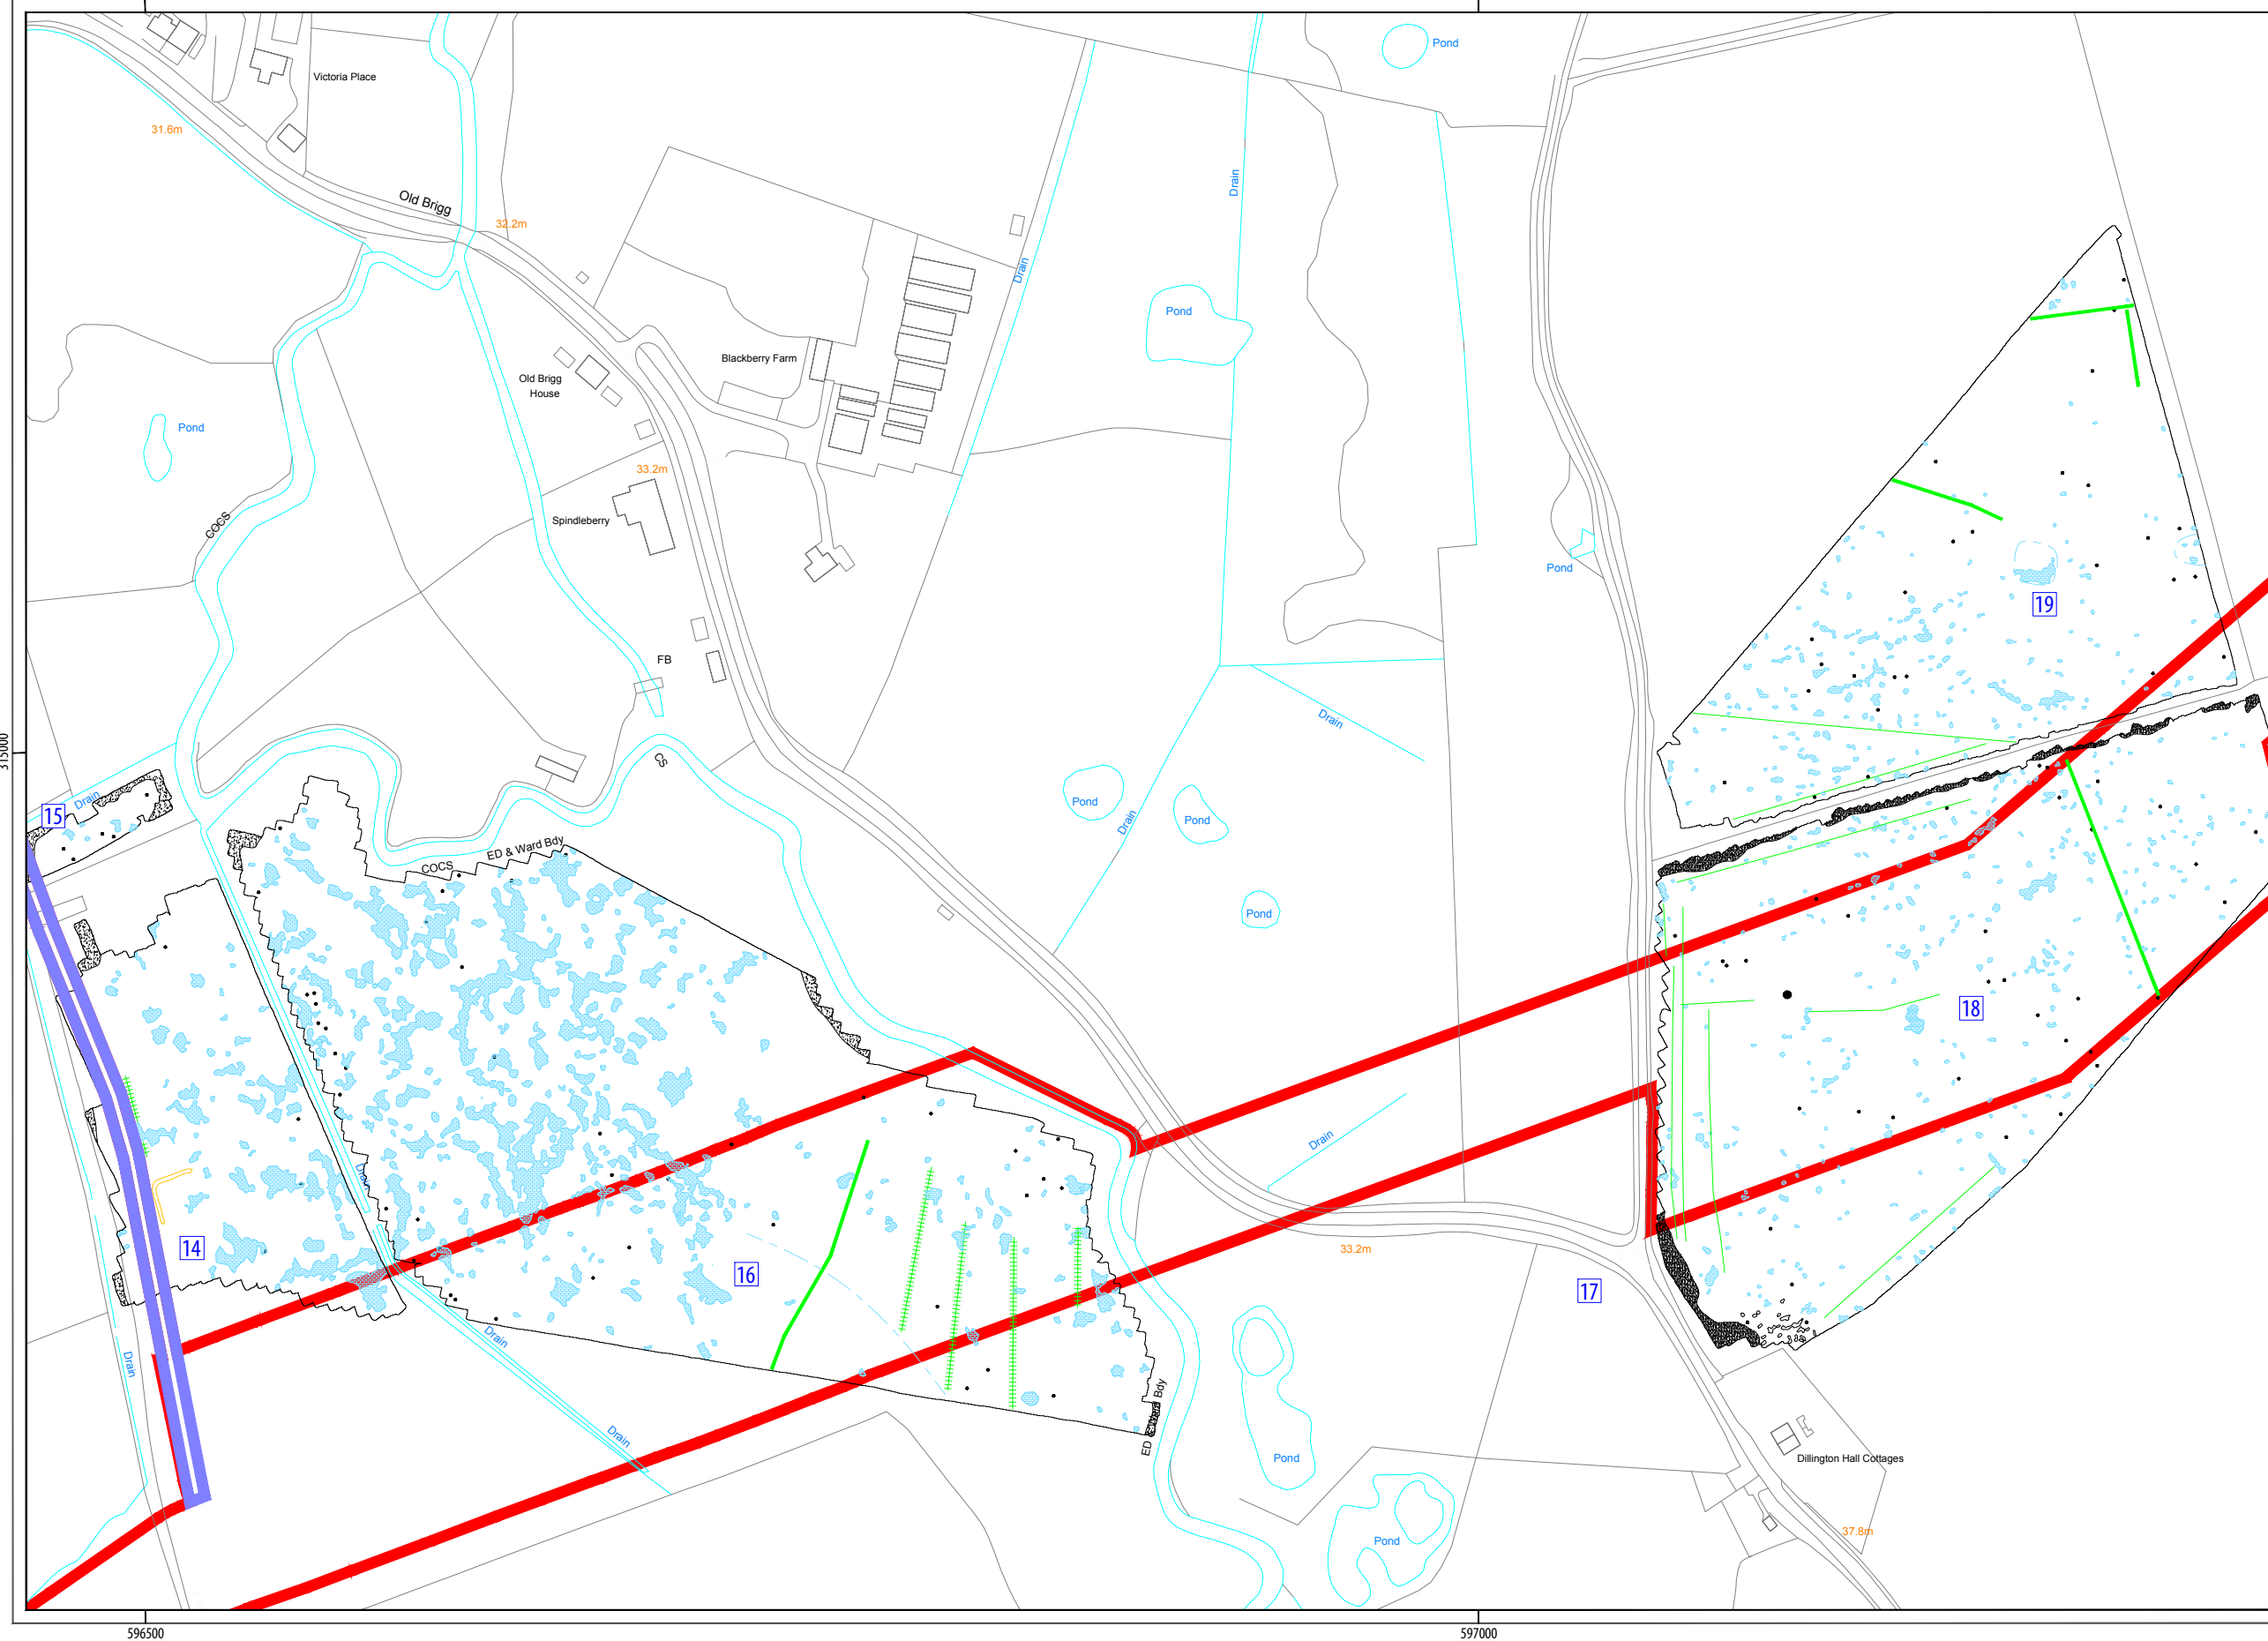 Pond
Victoria Place
31.6m
Old Brigg
32.2m
Drain
Drain
Pond
Old Brigg
House
Blackberry Farm
Pond
33.2m
COCS
Spindleberry
Pond
19
FB
Drain
CS
315000
15
Drain
Pond
Pond
Drain
ED & Ward Bdy
COCS
Pond
18
Drain
Drain
14
16
33.2m
17
Drain
Drain
Drain
ED & Ward Bdy
Pond
Dillington Hall Cottages
Pond
37.8m
596500
597000